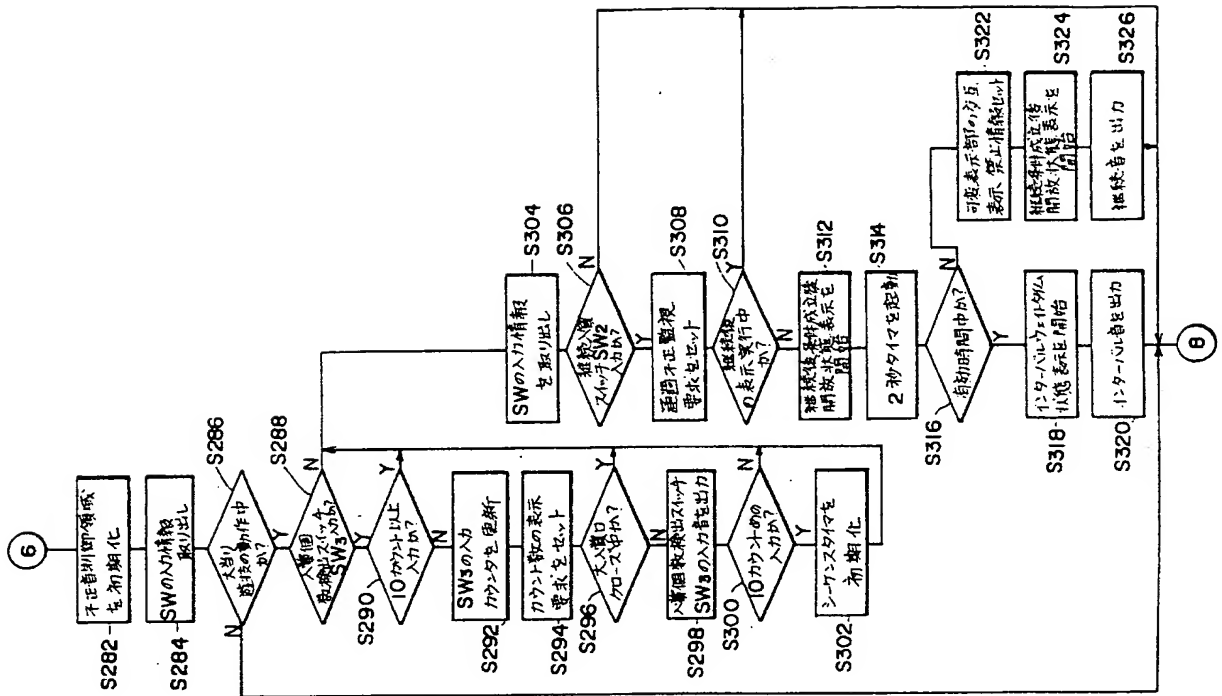 6
不正音制御領域
を初期化
S282
SWの入力情報
取り出し
S284
大当り
遊技の動作中
か?
S286
N
Y
入賞個
数検出スイッチ
SW3入力か?
S288
N
Y
10カウント以上
入力か?
S290
Y
N
SW3の入力
カウンタを更新
S292
カウント数の表示
要求をセット
S294
大入賞口
クローズ中か?
S296
Y
N
入賞個数検出スイッチ
SW3の入力音を出力
S298
10カウントめの
入力か?
S300
N
Y
シーケンスタイマを
初期化
S302
SWの入力情報
を取り出し
S304
継続入賞
スイッチSW2
入力か?
S306
N
Y
画面不正監視
要求をセット
S308
継続後
の表示実行中
か?
S310
Y
N
継続後条件成立後
開放状態表示を
開始
S312
2秒タイマを起動
S314
有効時間中か?
S316
N
Y
インターバルウェイトタイム
状態表示を開始
S318
インターバル音を出力
S320
可変表示部の交互
表示禁止情報セット
S322
継続条件成立後
開放状態表示を
開始
S324
継続音を出力
S326
8